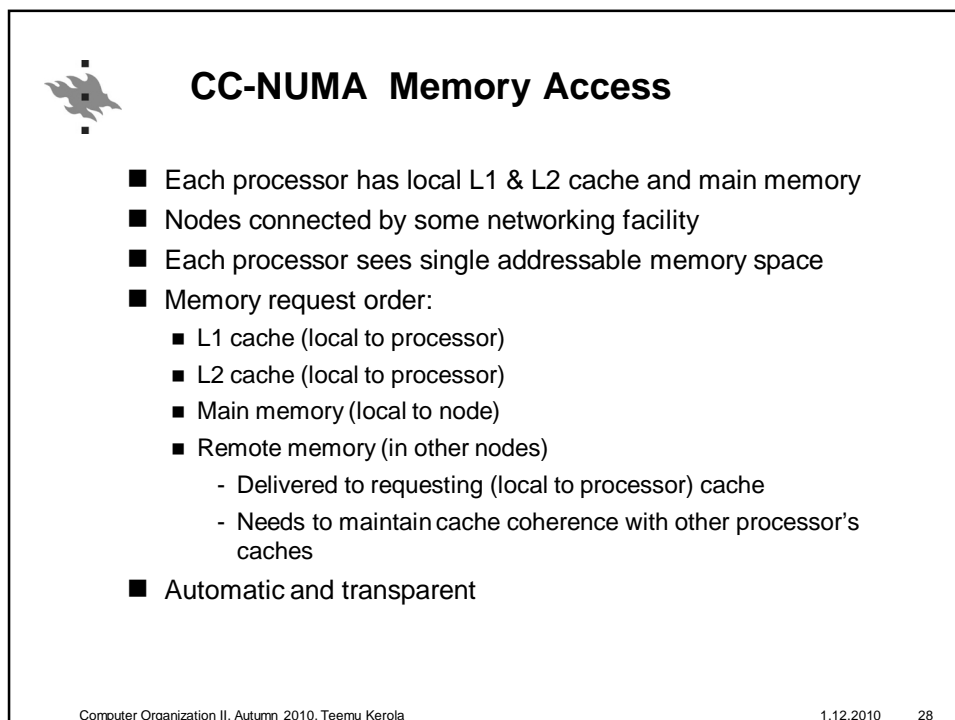 CC-NUMA Memory Access
■ Each processor has local L1 & L2 cache and main memory
■ Nodes connected by some networking facility
■ Each processor sees single addressable memory space
■ Memory request order:
■ L1 cache (local to processor)
■ L2 cache (local to processor)
■ Main memory (local to node)
■ Remote memory (in other nodes)
- Delivered to requesting (local to processor) cache
- Needs to maintain cache coherence with other processor's
caches
■ Automatic and transparent
Computer Organization II, Autumn 2010, Teemu Kerola 1.12.2010 28